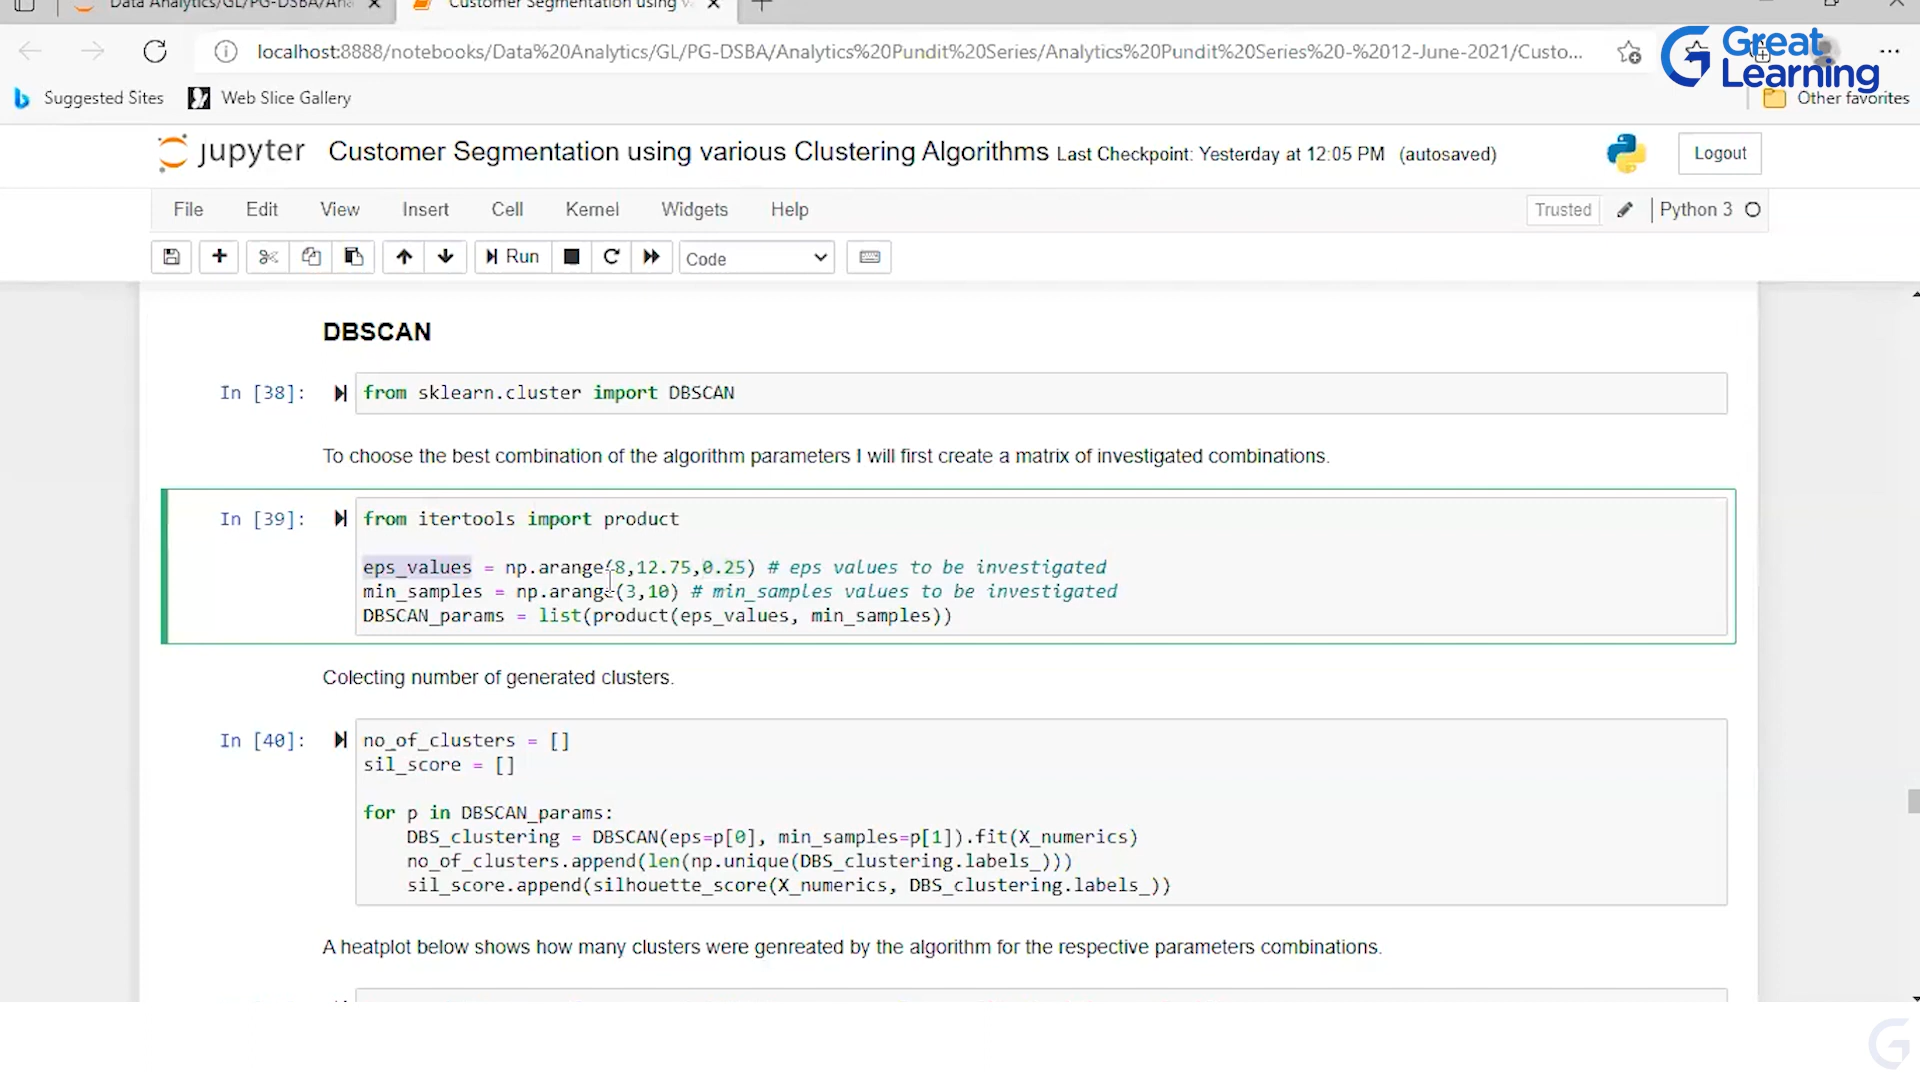 Data Analytics/GL/PG-DSBA/Ana
Customer Segmentation using va
localhost:8888/notebooks/Data%20Analytics/GL/PG-DSBA/Analytics%20Pundit%20Series/Analytics%20Pundit%20Series%20-%2012-June-2021/Custo...
Great
Learning
Suggested Sites
Web Slice Gallery
Other favorites
jupyter
Customer Segmentation using various Clustering Algorithms Last Checkpoint: Yesterday at 12:05 PM (autosaved)
Logout
File Edit View Insert Cell Kernel Widgets Help
Trusted
Python 3
Run
Code
DBSCAN
In [38]: from sklearn.cluster import DBSCAN
To choose the best combination of the algorithm parameters I will first create a matrix of investigated combinations.
In [39]: from itertools import product
eps_values = np.arange(8,12.75,0.25) # eps values to be investigated
min_samples = np.arange(3,10) # min_samples values to be investigated
DBSCAN_params = list(product(eps_values, min_samples))
Colecting number of generated clusters.
In [40]: no_of_clusters = []
sil_score = []
for p in DBSCAN_params:
DBS_clustering = DBSCAN(eps=p[0], min_samples=p[1]).fit(X_numerics)
no_of_clusters.append(len(np.unique(DBS_clustering.labels_)))
sil_score.append(silhouette_score(X_numerics, DBS_clustering.labels_))
A heatplot below shows how many clusters were genreated by the algorithm for the respective parameters combinations.